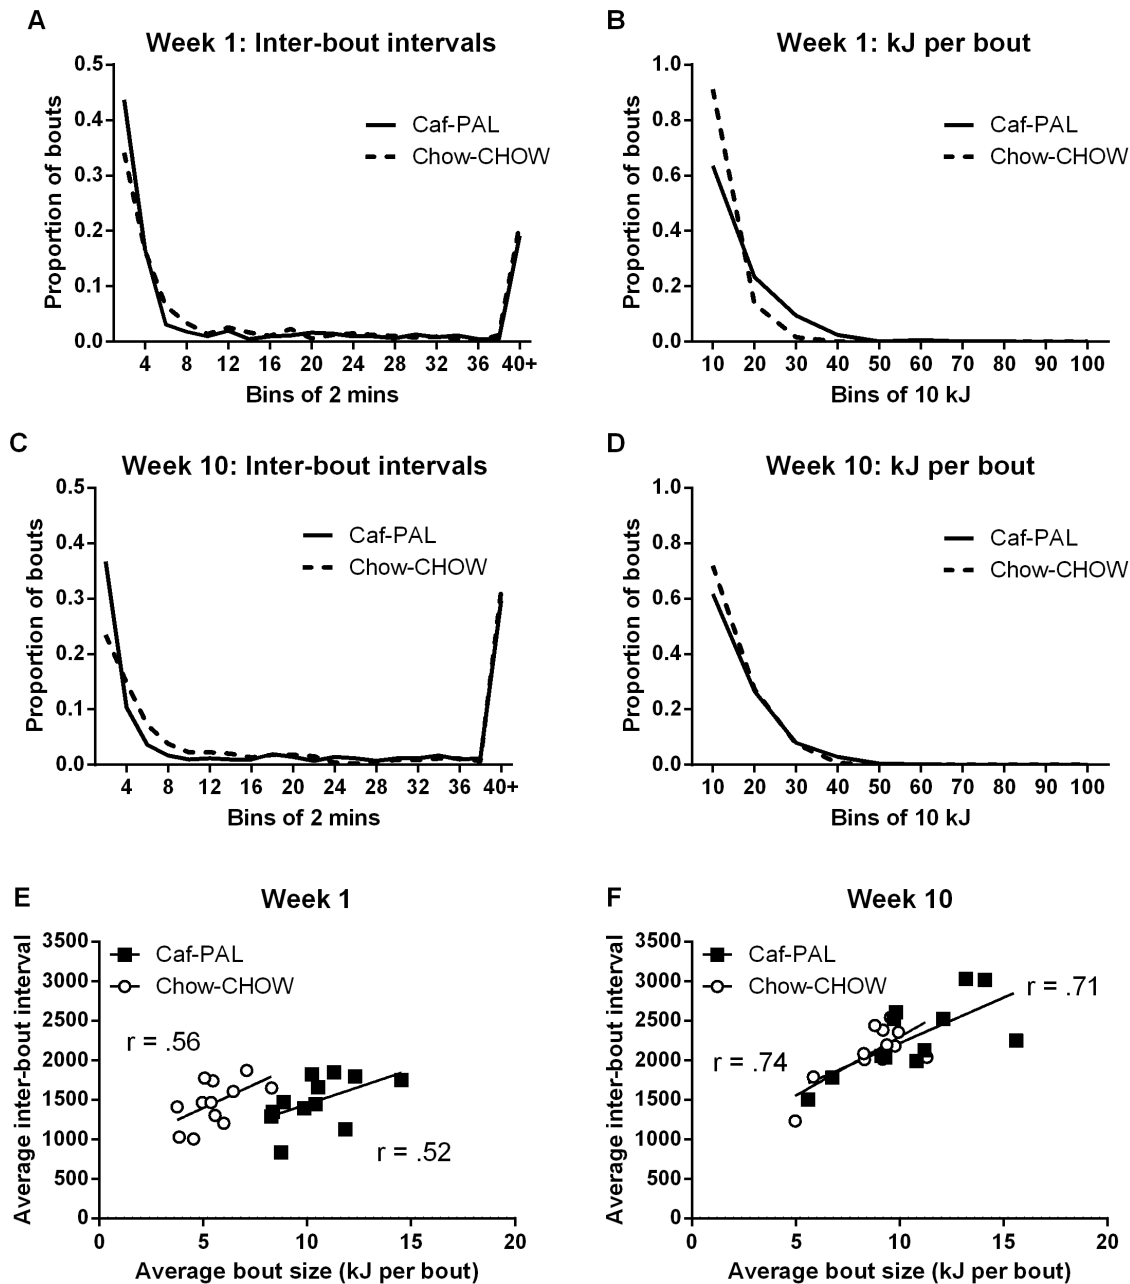 A
Week 1: Inter-bout intervals
0.5
0.4
0.3
0.2
0.1
0.0
Proportion of bouts
Caf-PAL
Chow-CHOW
4 8 12 16 20 24 28 32 36 40+
Bins of 2 mins
B
Week 1: kJ per bout
1.0
0.8
0.6
0.4
0.2
0.0
Proportion of bouts
Caf-PAL
Chow-CHOW
10 20 30 40 50 60 70 80 90 100
Bins of 10 kJ
C
Week 10: Inter-bout intervals
0.5
0.4
0.3
0.2
0.1
0.0
Proportion of bouts
Caf-PAL
Chow-CHOW
4 8 12 16 20 24 28 32 36 40+
Bins of 2 mins
D
Week 10: kJ per bout
1.0
0.8
0.6
0.4
0.2
0.0
Proportion of bouts
Caf-PAL
Chow-CHOW
10 20 30 40 50 60 70 80 90 100
Bins of 10 kJ
E
Week 1
3500
3000
2500
2000
1500
1000
500
0
Average inter-bout interval
Caf-PAL
Chow-CHOW
r = .56
r = .52
0 5 10 15 20
Average bout size (kJ per bout)
F
Week 10
3500
3000
2500
2000
1500
1000
500
0
Average inter-bout interval
Caf-PAL
Chow-CHOW
r = .71
r = .74
0 5 10 15 20
Average bout size (kJ per bout)